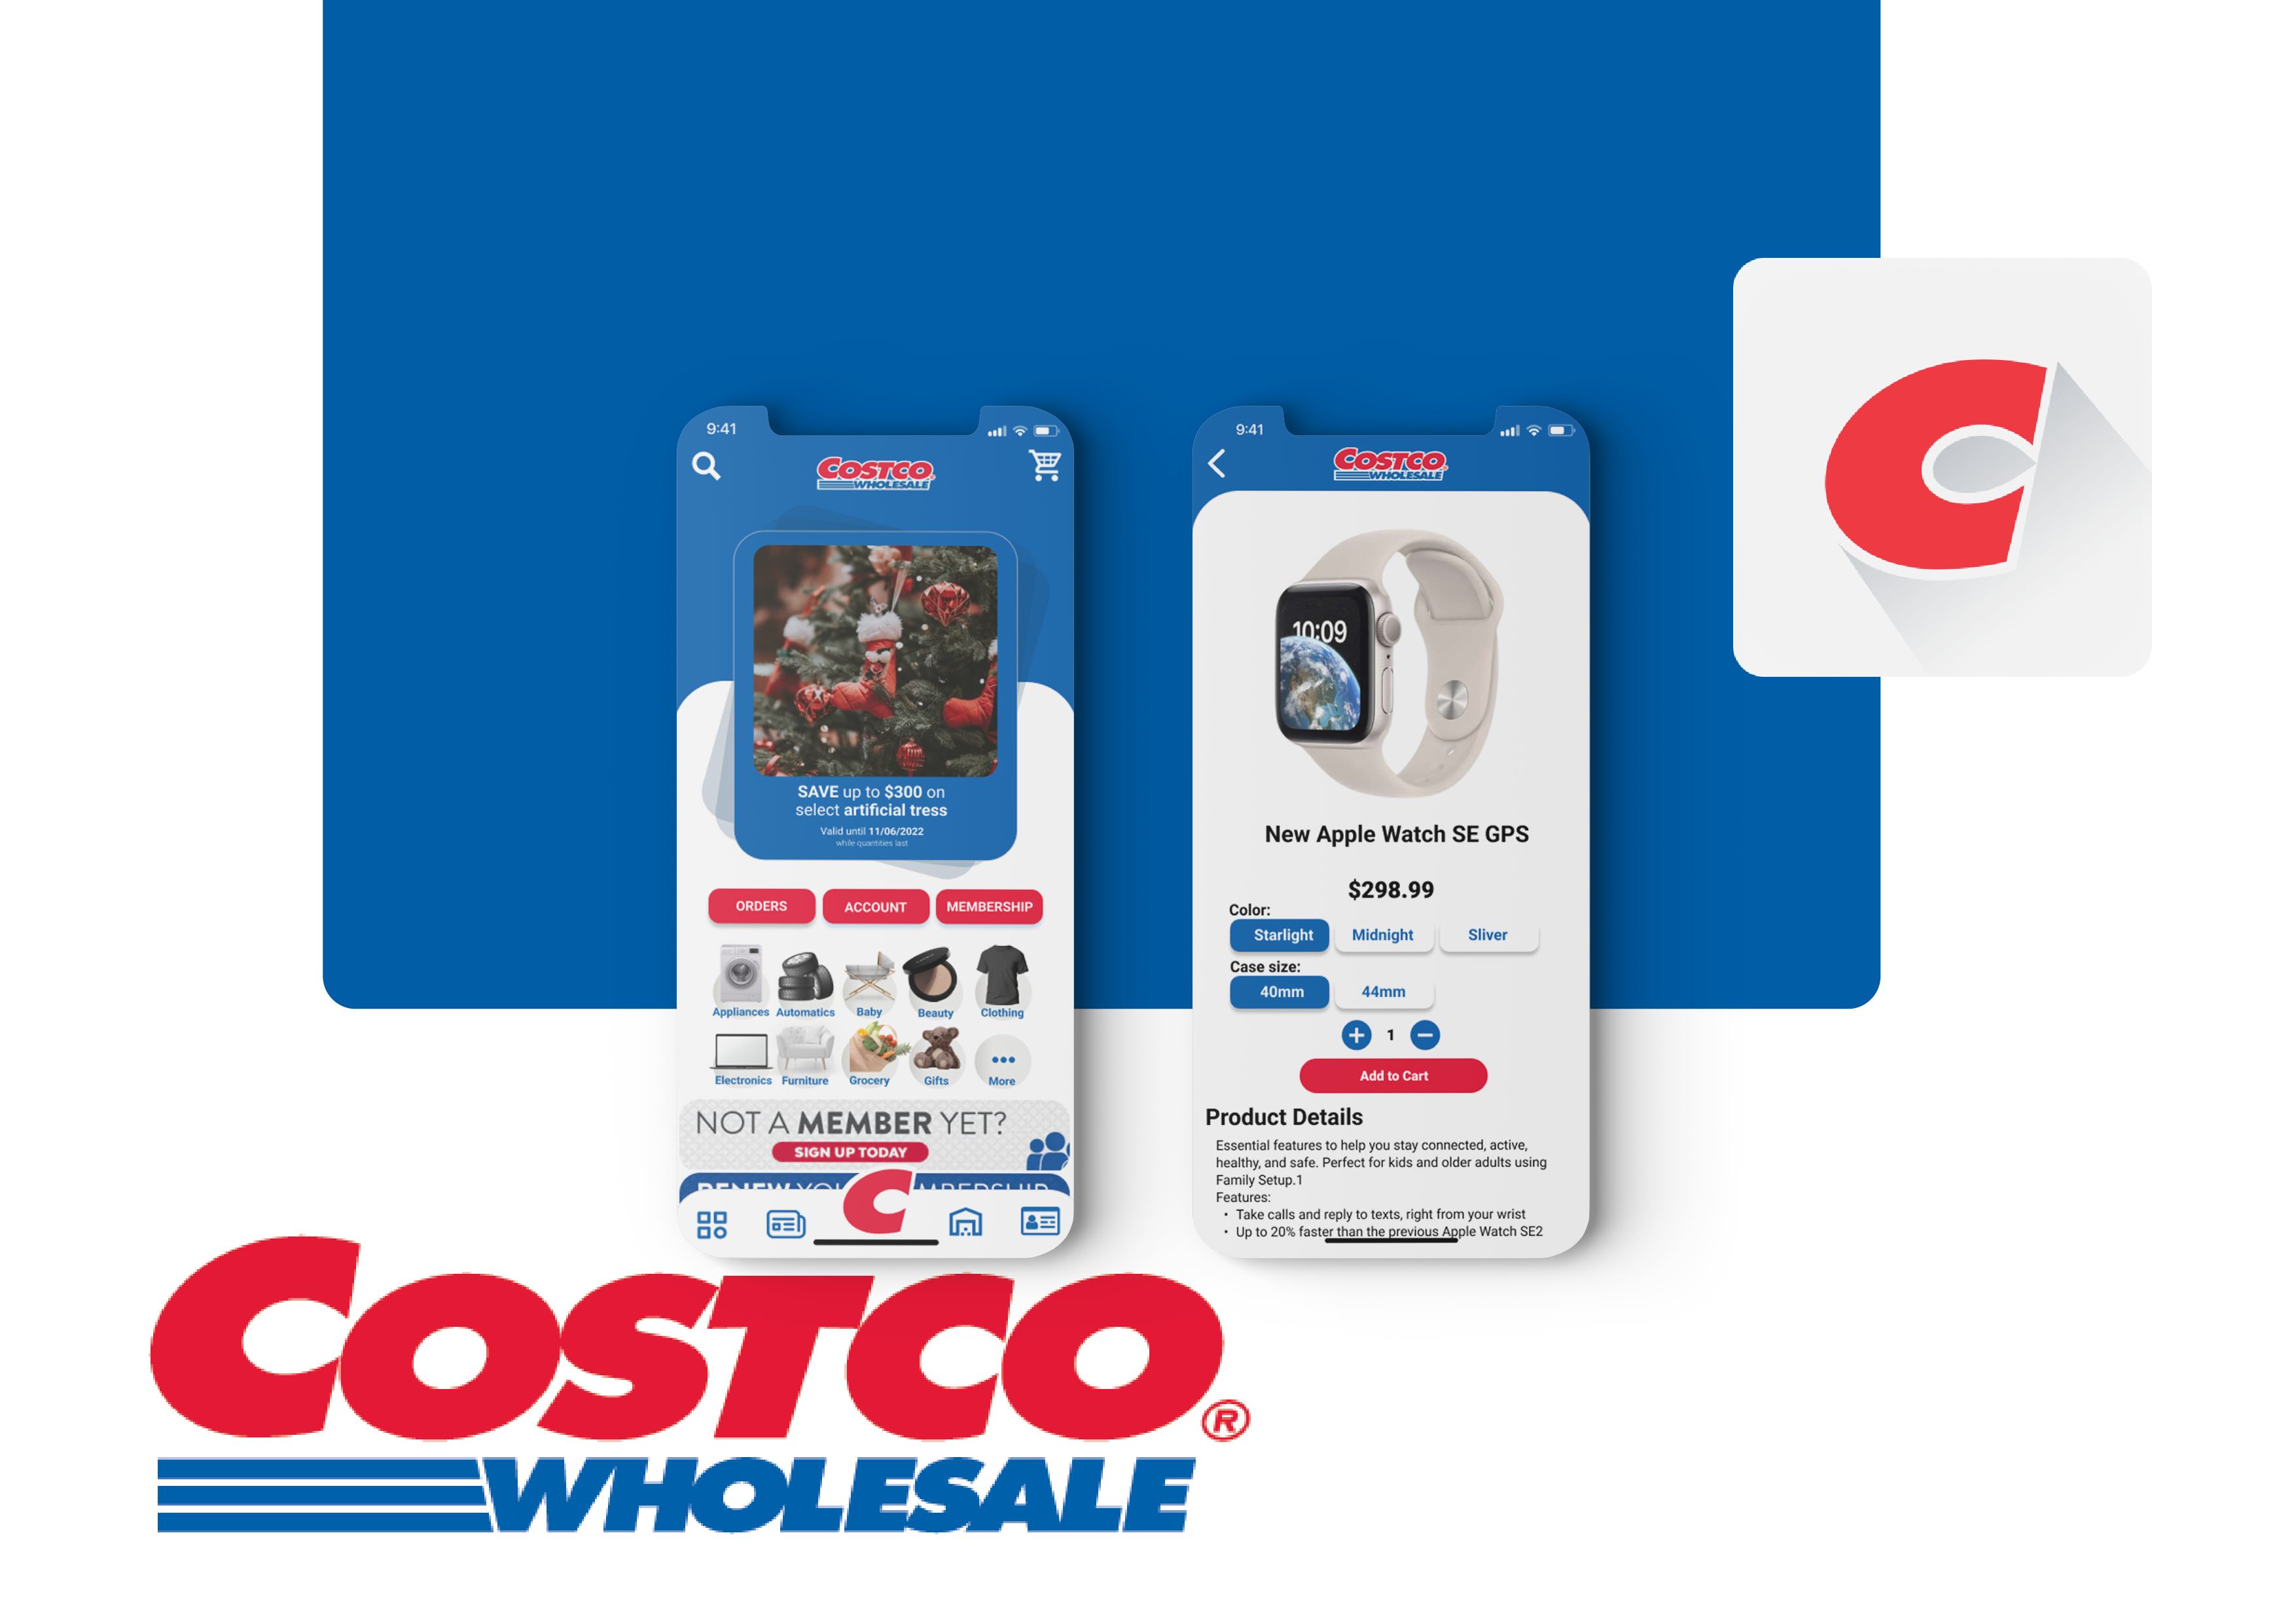 9:41
COSTCO
WHOLESALE
SAVE up to $300 on
select artificial tress
Valid until 11/06/2022
while quantities last
ORDERS
ACCOUNT
MEMBERSHIP
Appliances
Automatics
Baby
Beauty
Clothing
Electronics
Furniture
Grocery
Gifts
More
NOT A MEMBER YET?
SIGN UP TODAY
C
9:41
COSTCO
WHOLESALE
10:09
New Apple Watch SE GPS
$298.99
Color:
Starlight
Midnight
Sliver
Case size:
40mm
44mm
1
Add to Cart
Product Details
Essential features to help you stay connected, active,
healthy, and safe. Perfect for kids and older adults using
Family Setup.1
Features:
• Take calls and reply to texts, right from your wrist
• Up to 20% faster than the previous Apple Watch SE2
C
COSTCO®
WHOLESALE